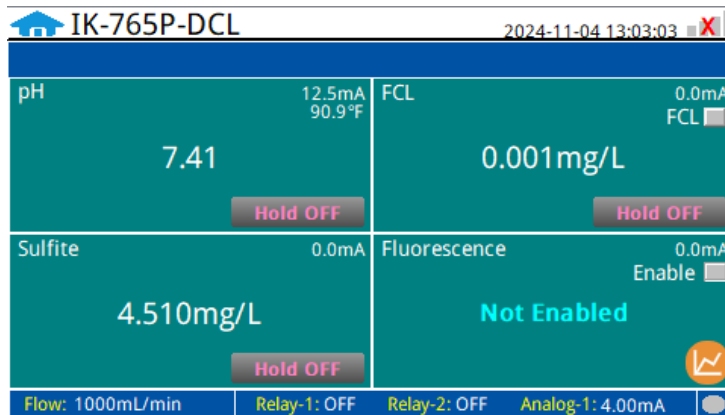 IK-765P-DCL
2024-11-04 13:03:03 X
pH 12.5mA
90.9°F
7.41
Hold OFF
FCL 0.0mA
FCL
0.001mg/L
Hold OFF
Sulfite 0.0mA
4.510mg/L
Hold OFF
Fluorescence 0.0mA
Enable
Not Enabled
Flow: 1000mL/min Relay-1: OFF Relay-2: OFF Analog-1: 4.00mA